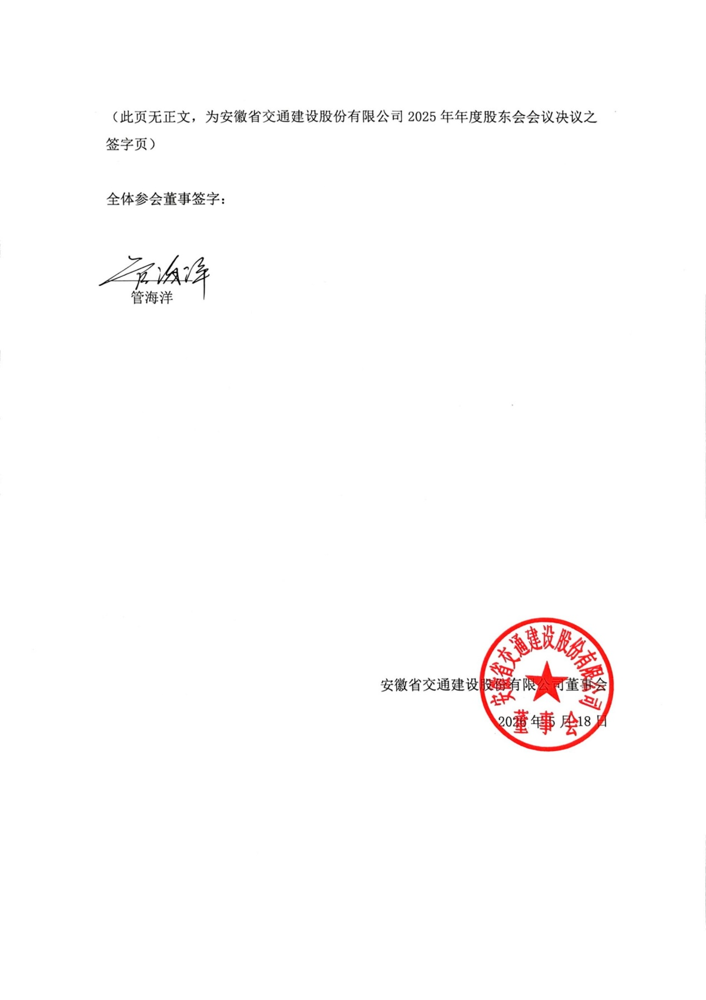 （此页无正文，为安徽省交通建设股份有限公司 2025 年年度股东会会议决议之
签字页）
全体参会董事签字：
管海洋
管海洋
安徽省交通建设股份有限公司董事会
2026 年 5 月 18 日
安徽省交通建设股份有限公司
董事会